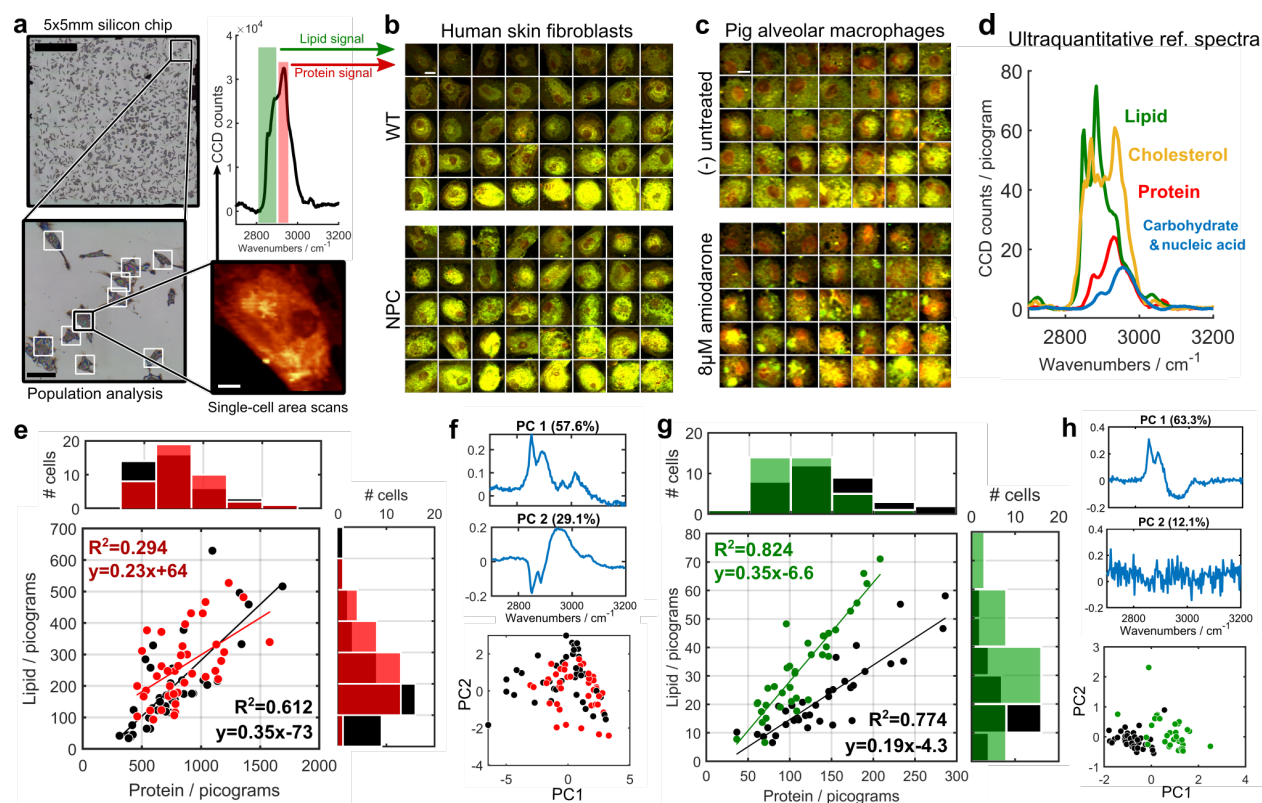 a
5x5mm silicon chip
Population analysis
Single-cell area scans
4
×10⁴
4
3
2
1
0
CCD counts
Lipid signal
Protein signal
2700
2900
3200
Wavenumbers / cm⁻¹
b
Human skin fibroblasts
WT
NPC
c
Pig alveolar macrophages
(-) untreated
8μM amiodarone
d
Ultraquantitative ref. spectra
80
60
40
20
0
CCD counts / picogram
Lipid
Cholesterol
Protein
Carbohydrate
& nucleic acid
2800
3000
3200
Wavenumbers / cm⁻¹
e
20
10
0
# cells
# cells
0
10
20
700
600
500
400
300
200
100
0
Lipid / picograms
R²=0.294
y=0.23x+64
R²=0.612
y=0.35x-73
0
500
1000
1500
2000
Protein / picograms
f
PC 1 (57.6%)
0.2
0
PC 2 (29.1%)
0.2
0
-0.2
2800
3000
3200
Wavenumbers / cm⁻¹
2
0
-2
-4
PC2
-5
0
5
PC1
g
20
10
0
# cells
# cells
0
10
20
80
70
60
50
40
30
20
10
0
Lipid / picograms
R²=0.824
y=0.35x-6.6
R²=0.774
y=0.19x-4.3
0
50
100
150
200
250
300
Protein / picograms
h
PC 1 (63.3%)
0.4
0.2
0
-0.2
PC 2 (12.1%)
0.4
0.2
0
-0.2
2800
3000
3200
Wavenumbers / cm⁻¹
3
2
1
0
-1
PC2
-2
0
2
4
PC1